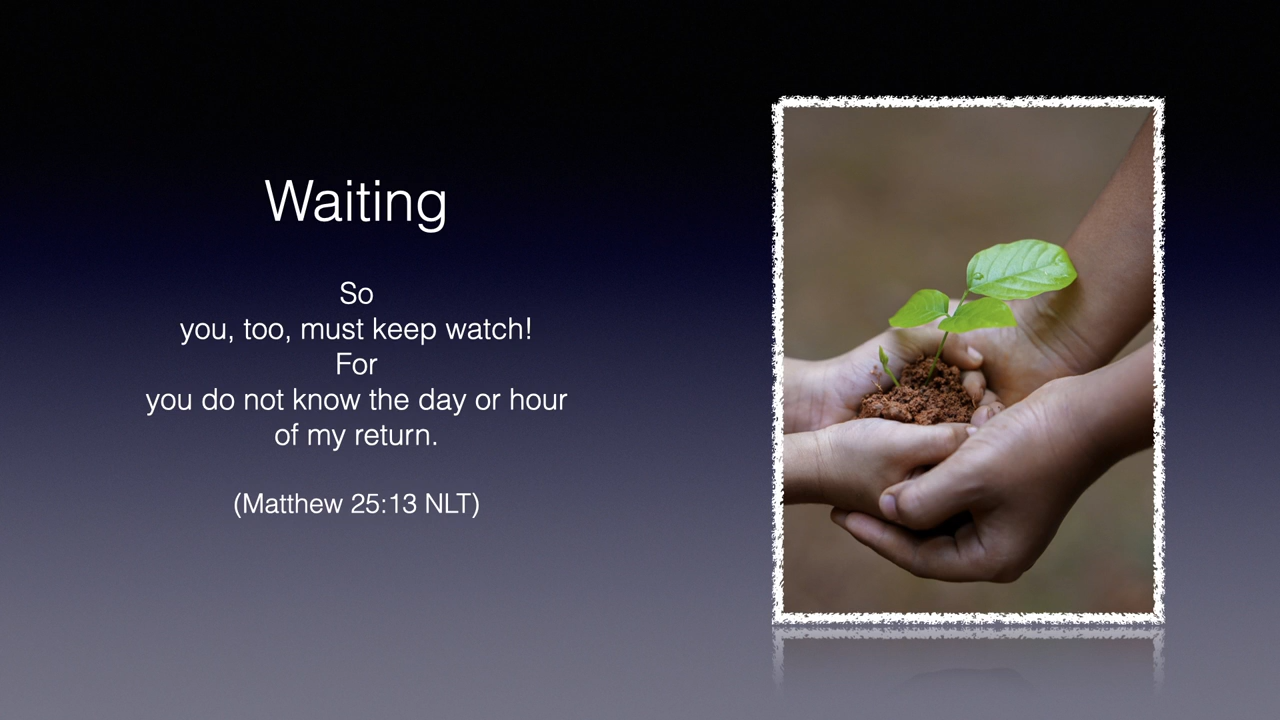 Waiting
So
you, too, must keep watch!
For
you do not know the day or hour
of my return.
(Matthew 25:13 NLT)